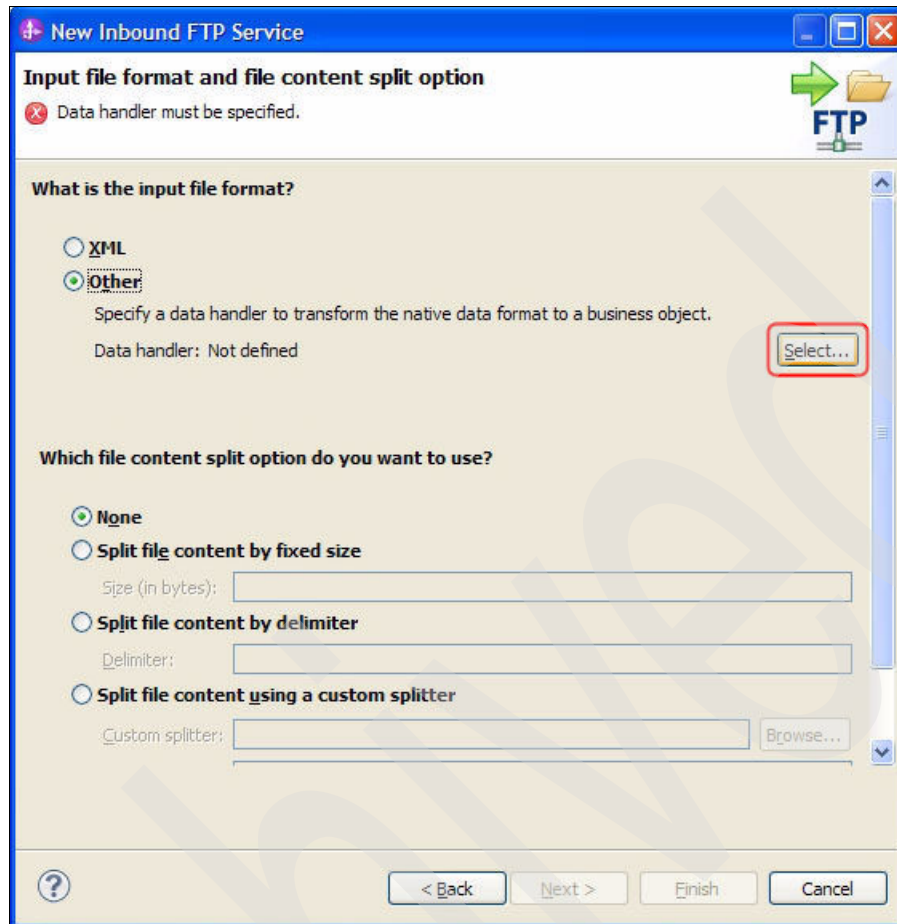 New Inbound FTP Service
Input file format and file content split option
Data handler must be specified.
FTP
What is the input file format?
XML
Other
Specify a data handler to transform the native data format to a business object.
Data handler: Not defined
Select...
Which file content split option do you want to use?
None
Split file content by fixed size
Size (in bytes):
Split file content by delimiter
Delimiter:
Split file content using a custom splitter
Custom splitter:
Browse...
?
< Back
Next >
Finish
Cancel